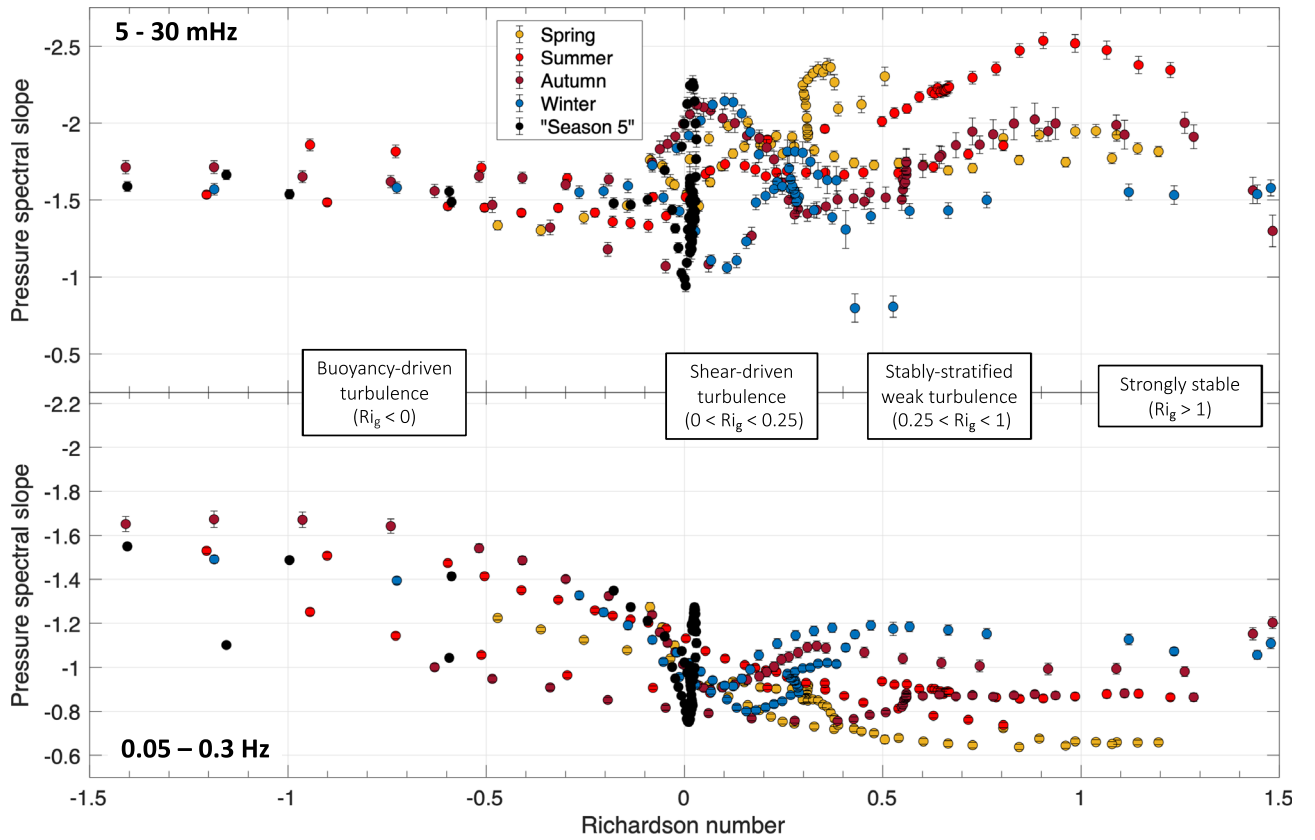 5 - 30 mHz
Spring
Summer
Autumn
Winter
"Season 5"
Pressure spectral slope
-2.5
-2
-1.5
-1
-0.5
Buoyancy-driven
turbulence
(Rig < 0)
Shear-driven
turbulence
(0 < Rig < 0.25)
Stably-stratified
weak turbulence
(0.25 < Rig < 1)
Strongly stable
(Rig > 1)
Pressure spectral slope
-2.2
-2
-1.8
-1.6
-1.4
-1.2
-1
-0.8
-0.6
0.05 – 0.3 Hz
-1.5 -1 -0.5 0 0.5 1 1.5
Richardson number